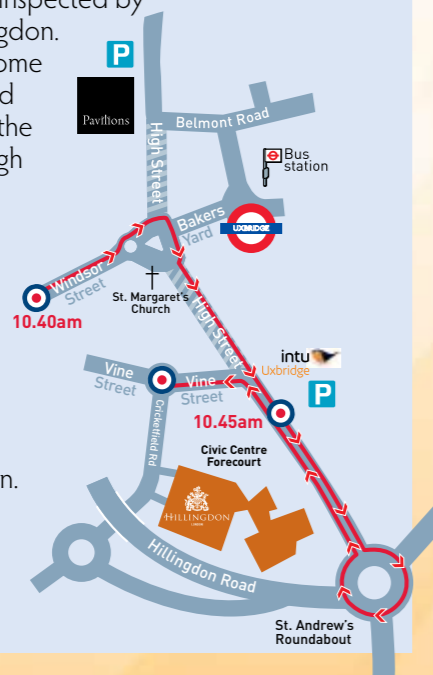 inspected by
gdon.
ome
d
the
gh
n.
P
Pavilions
High Street
Belmont Road
Bus
station
Bakers
Yard
UXBRIDGE
Windsor
Street
10.40am
St. Margaret's
Church
High Street
intu
Uxbridge
P
Vine
Street
Vine
Street
10.45am
Cricketfield Rd
Civic Centre
Forecourt
HILLINGDON
LONDON
Hillingdon Road
St. Andrew's
Roundabout